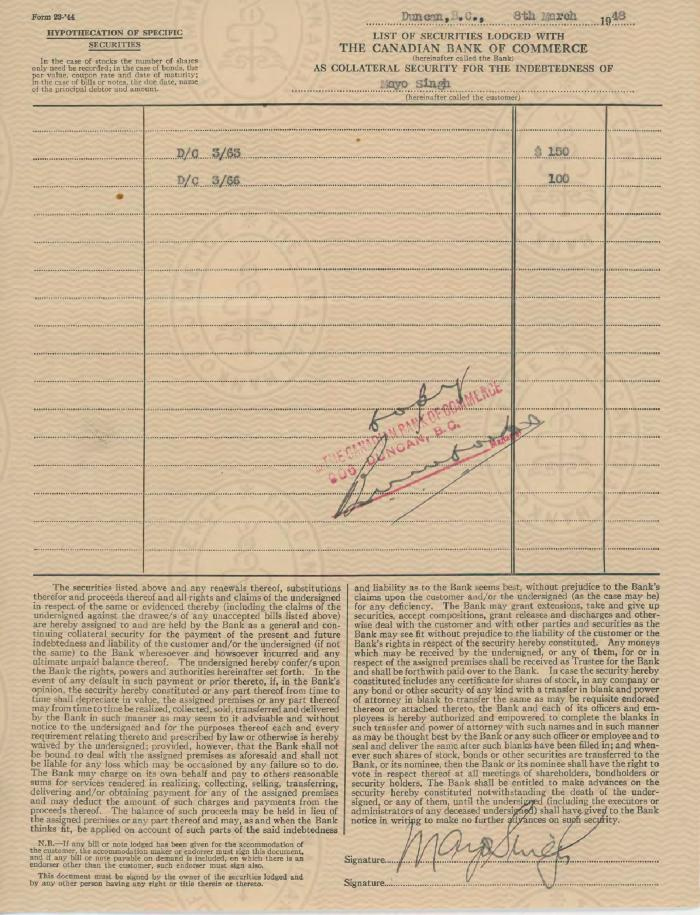 Form 23-'44
Duncan, B.C., 8th March 1948
HYPOTHECATION OF SPECIFIC
SECURITIES
In the case of stocks the number of shares
only need be recorded; in the case of bonds, the
par value, coupon rate and date of maturity;
in the case of bills or notes, the due date, name
of the principal debtor and amount.
LIST OF SECURITIES LODGED WITH
THE CANADIAN BANK OF COMMERCE
(hereinafter called the Bank)
AS COLLATERAL SECURITY FOR THE INDEBTEDNESS OF
Mayo Singh
(hereinafter called the customer)
D/C 3/65 $ 150
D/C 3/66 100
Copy
THE CANADIAN BANK OF COMMERCE
DUNCAN, B.C.
Manager
The securities listed above and any renewals thereof, substitutions
therefor and proceeds thereof and all rights and claims of the undersigned
in respect of the same or evidenced thereby (including the claims of the
undersigned against the drawee/s of any unaccepted bills listed above)
are hereby assigned to and are held by the Bank as a general and con-
tinuing collateral security for the payment of the present and future
indebtedness and liability of the customer and/or the undersigned (if not
the same) to the Bank wheresoever and howsoever incurred and any
ultimate unpaid balance thereof. The undersigned hereby confer/s upon
the Bank the rights, powers and authorities hereinafter set forth. In the
event of any default in such payment or prior thereto, if, in the Bank's
opinion, the security hereby constituted or any part thereof from time to
time shall depreciate in value, the assigned premises or any part thereof
may from time to time be realized, collected, sold, transferred and delivered
by the Bank in such manner as may seem to it advisable and without
notice to the undersigned and for the purposes thereof each and every
requirement relating thereto and prescribed by law or otherwise is hereby
waived by the undersigned; provided, however, that the Bank shall not
be bound to deal with the assigned premises as aforesaid and shall not
be liable for any loss which may be occasioned by any failure so to do.
The Bank may charge on its own behalf and pay to others reasonable
sums for services rendered in realizing, collecting, selling, transferring,
delivering and/or obtaining payment for any of the assigned premises
and may deduct the amount of such charges and payments from the
proceeds thereof. The balance of such proceeds may be held in lieu of
the assigned premises or any part thereof and may, as and when the Bank
thinks fit, be applied on account of such parts of the said indebtedness
and liability as to the Bank seems best, without prejudice to the Bank's
claims upon the customer and/or the undersigned (as the case may be)
for any deficiency. The Bank may grant extensions, take and give up
securities, accept compositions, grant releases and discharges and other-
wise deal with the customer and with other parties and securities as the
Bank may see fit without prejudice to the liability of the customer or the
Bank's rights in respect of the security hereby constituted. Any moneys
which may be received by the undersigned, or any of them, for or in
respect of the assigned premises shall be received as Trustee for the Bank
and shall be forthwith paid over to the Bank. In case the security hereby
constituted includes any certificate for shares of stock, in any company or
any bond or other security of any kind with a transfer in blank and power
of attorney in blank to transfer the same as may be requisite endorsed
thereon or attached thereto, the Bank and each of its officers and em-
ployees is hereby authorized and empowered to complete the blanks in
such transfer and power of attorney with such names and in such manner
as may be thought best by the Bank or any such officer or employee and to
seal and deliver the same after such blanks have been filled in; and when-
ever such shares of stock, bonds or other securities are transferred to the
Bank, or its nominee, then the Bank or its nominee shall have the right to
vote in respect thereof at all meetings of shareholders, bondholders or
security holders. The Bank shall be entitled to make advances on the
security hereby constituted notwithstanding the death of the under-
signed, or any of them, until the undersigned (including the executors or
administrators of any deceased undersigned) shall have given to the Bank
notice in writing to make no further advances on such security.
N.B.—If any bill or note lodged has been given for the accommodation of
the customer, the accommodation maker or endorser must sign this document,
and if any bill or note payable on demand is included, on which there is an
endorser other than the customer, such endorser must sign also.
This document must be signed by the owner of the securities lodged and
by any other person having any right or title therein or thereto.
Signature Mayo Singh
Signature